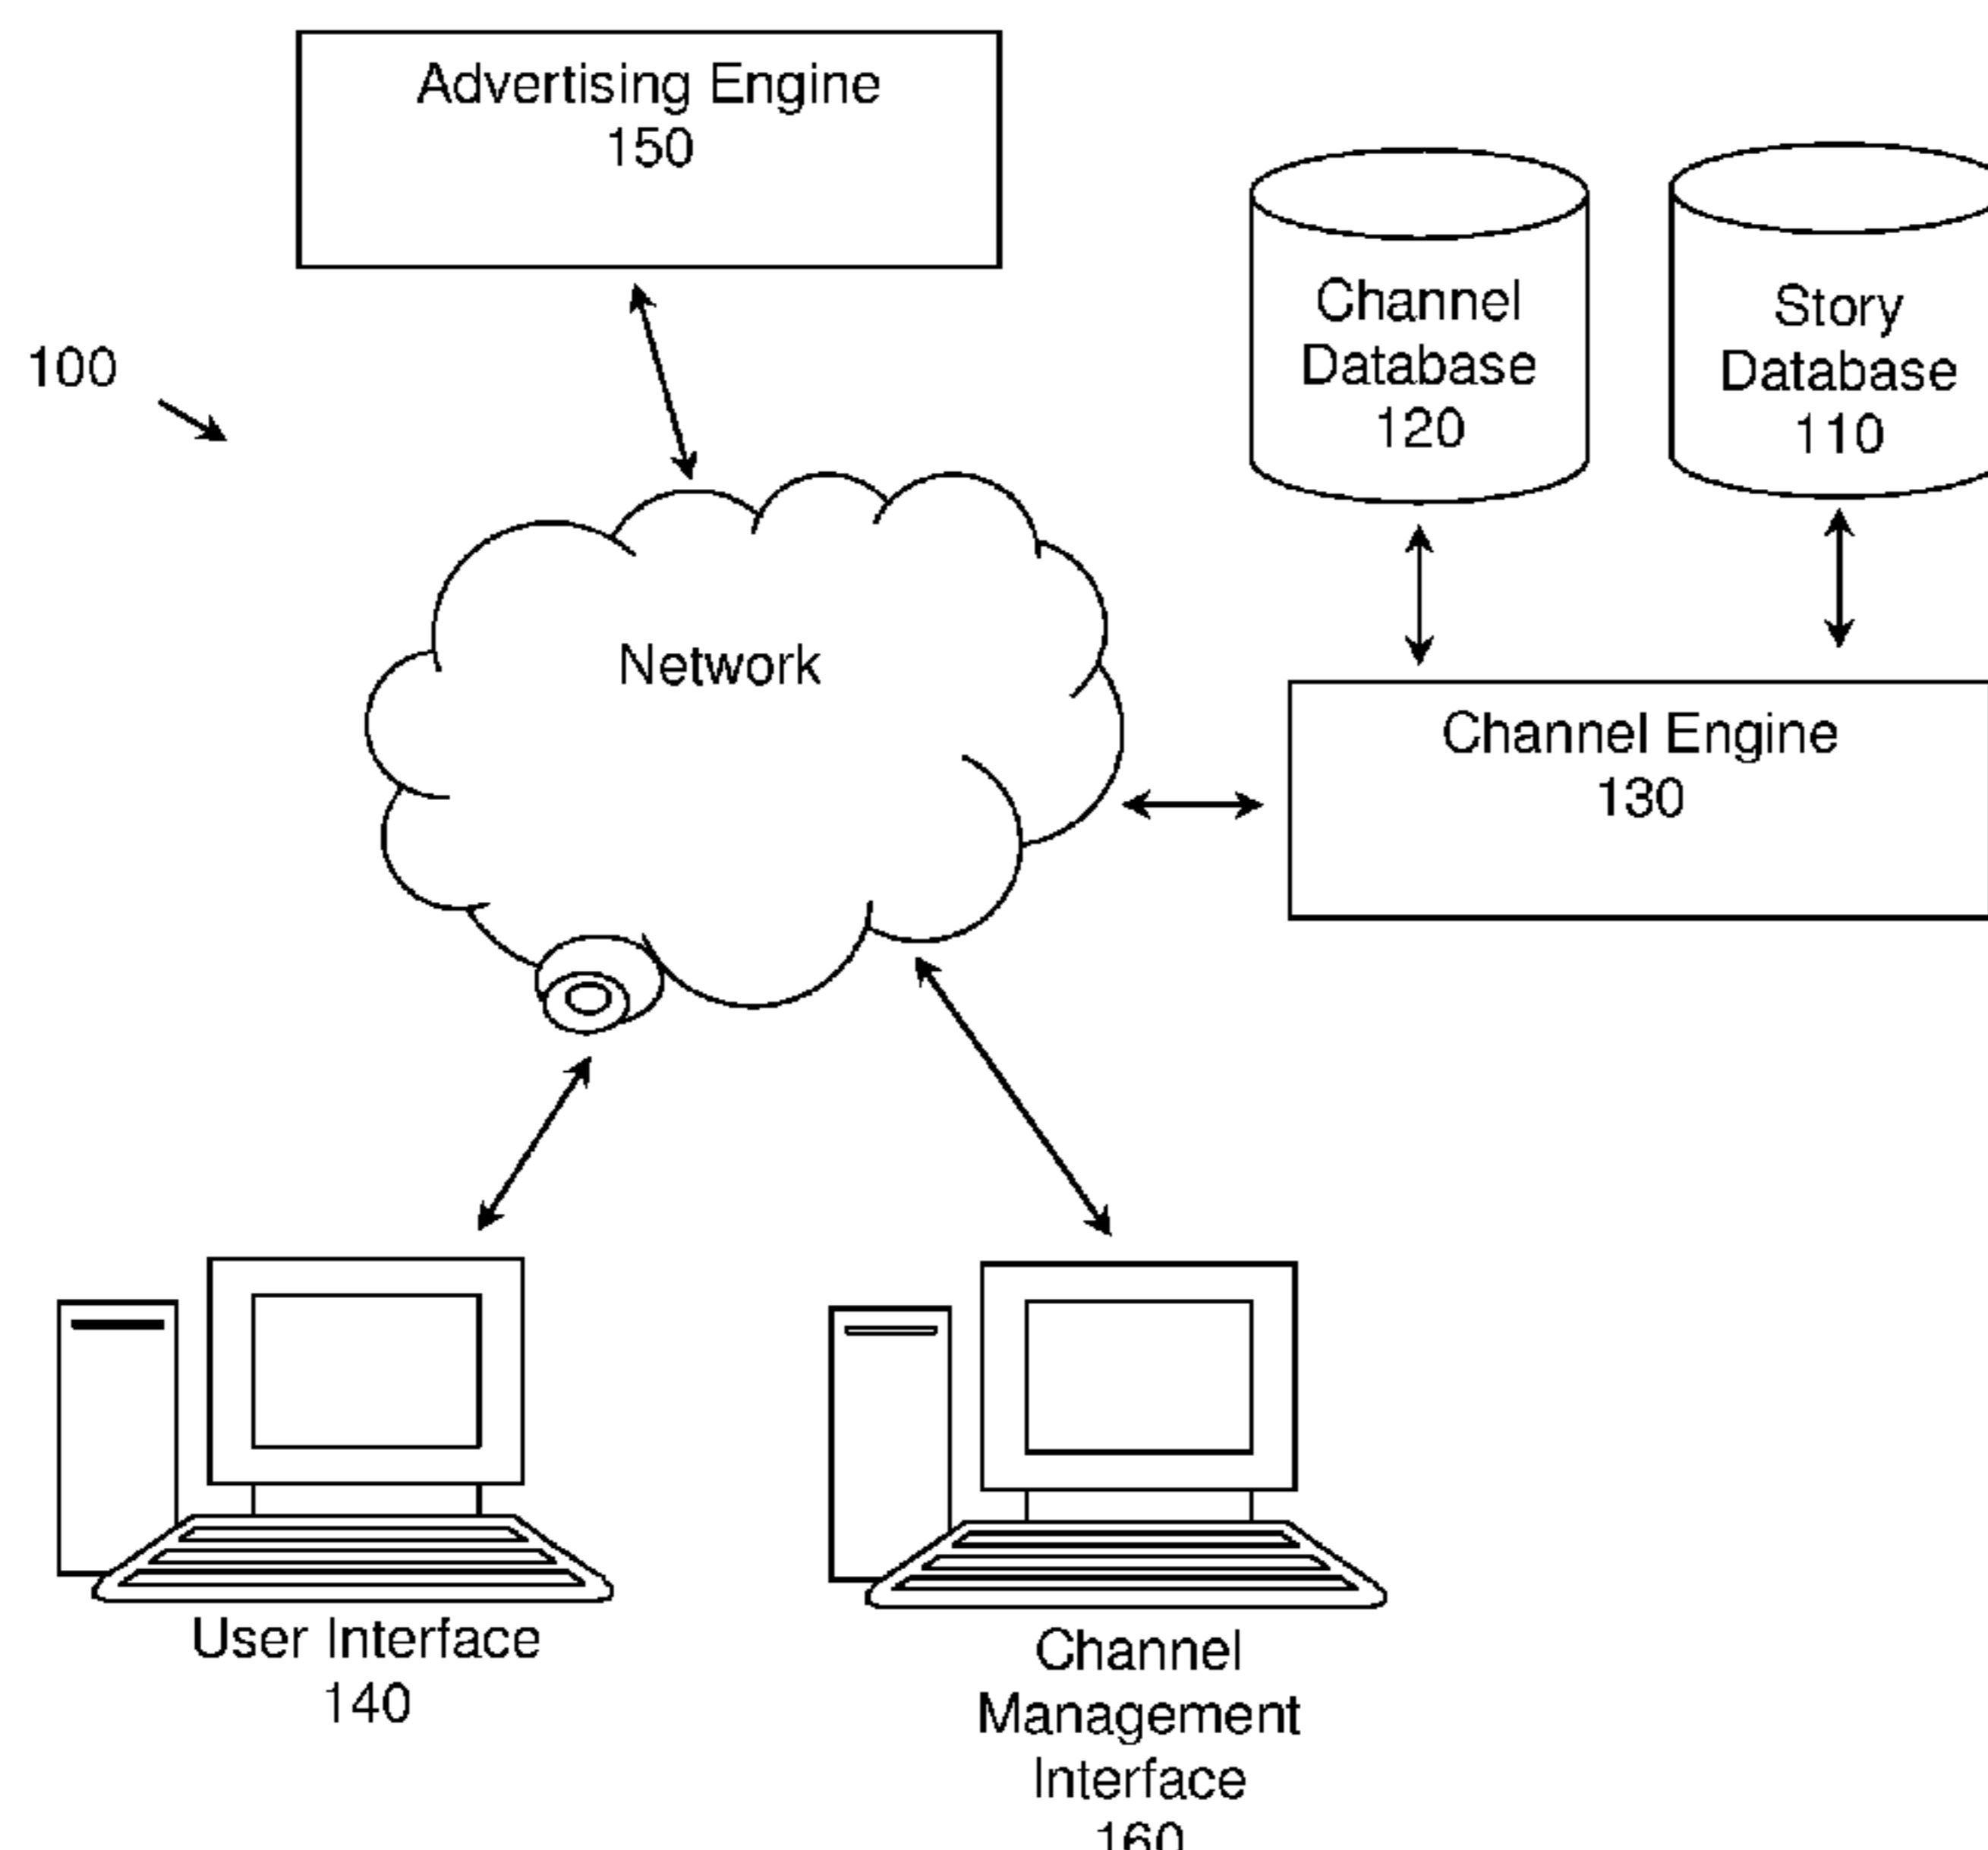 Advertising Engine
150
100
Channel
Database
120
Story
Database
110
Network
Channel Engine
130
User Interface
140
Channel
Management
Interface
160